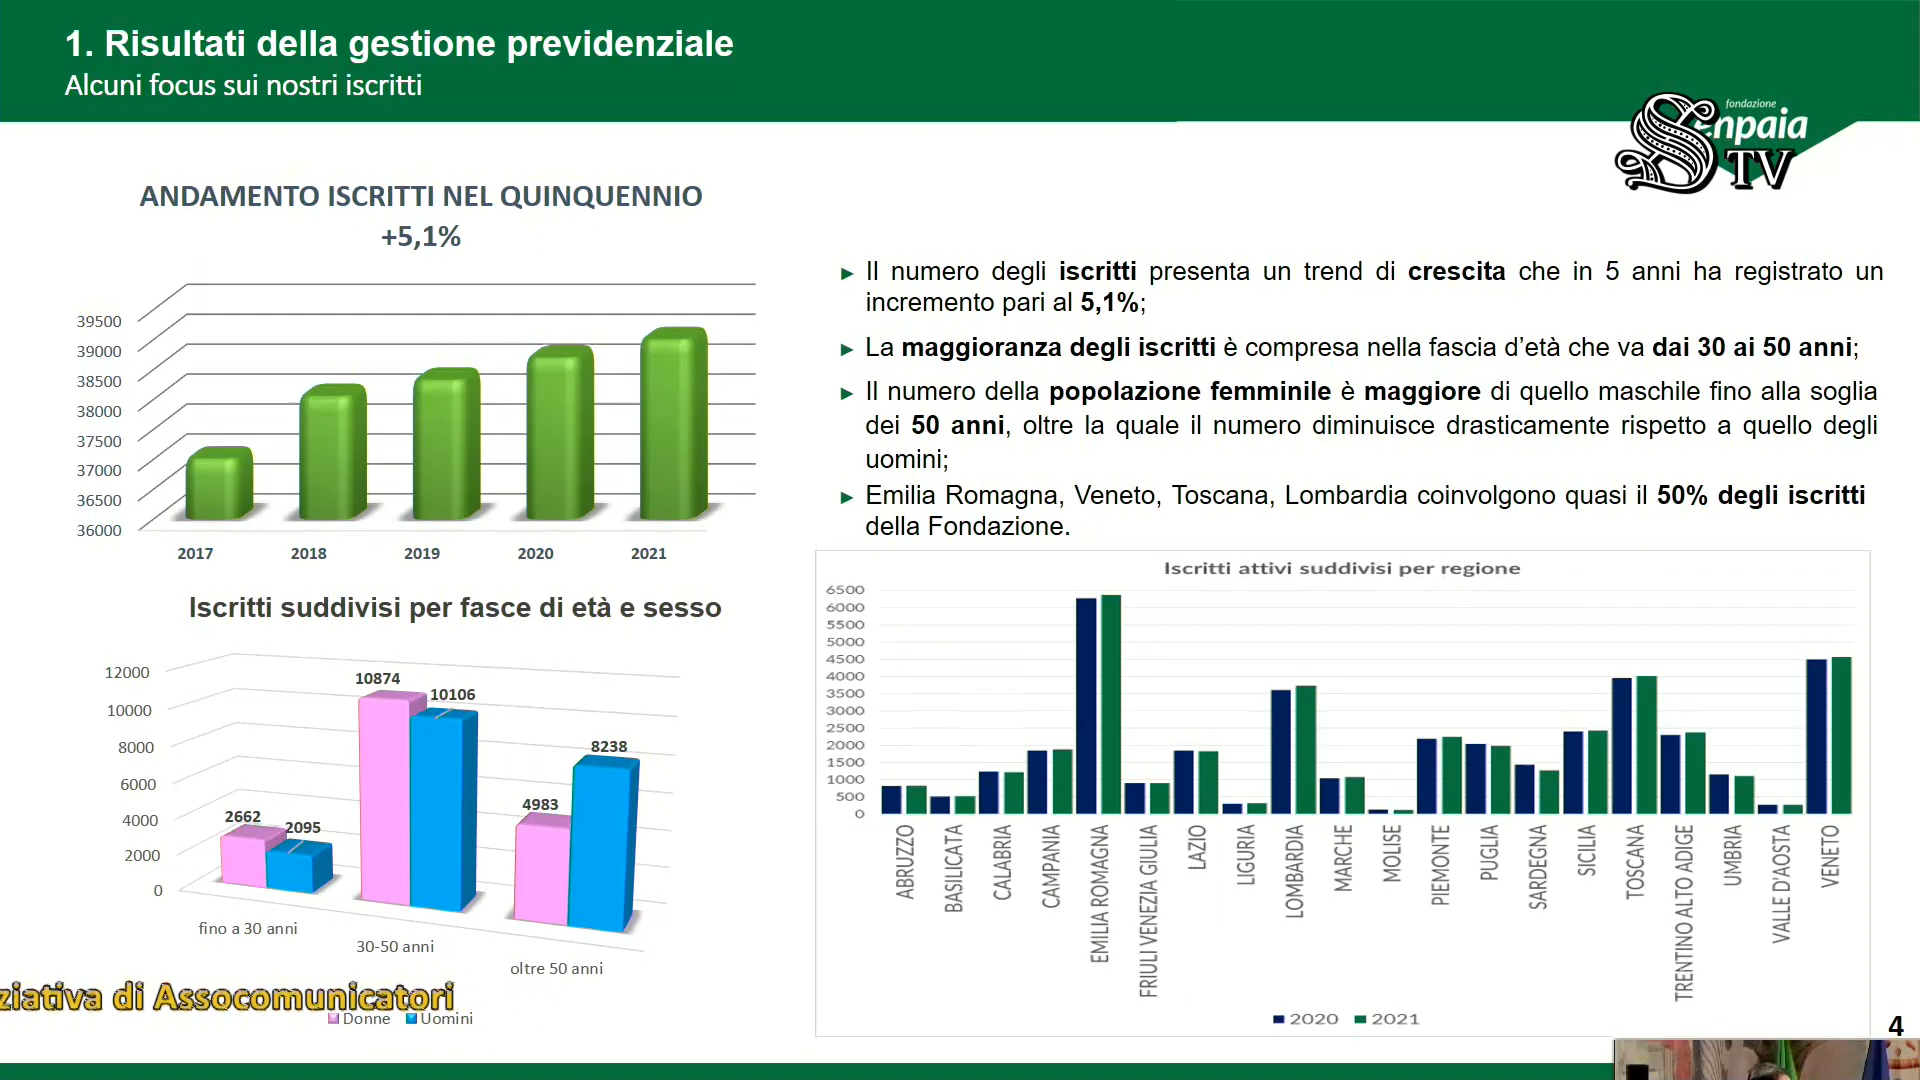 1. Risultati della gestione previdenziale
Alcuni focus sui nostri iscritti
fondazione
enpaia
S TV
ANDAMENTO ISCRITTI NEL QUINQUENNIO
+5,1%
39500
39000
38500
38000
37500
37000
36500
36000
2017 2018 2019 2020 2021
Iscritti suddivisi per fasce di età e sesso
12000
10000
8000
6000
4000
2000
0
2662
2095
10874
10106
4983
8238
fino a 30 anni
30-50 anni
oltre 50 anni
Donne Uomini
ziativa di Assocomunicatori
► Il numero degli iscritti presenta un trend di crescita che in 5 anni ha registrato un
incremento pari al 5,1%;
► La maggioranza degli iscritti è compresa nella fascia d’età che va dai 30 ai 50 anni;
► Il numero della popolazione femminile è maggiore di quello maschile fino alla soglia
dei 50 anni, oltre la quale il numero diminuisce drasticamente rispetto a quello degli
uomini;
► Emilia Romagna, Veneto, Toscana, Lombardia coinvolgono quasi il 50% degli iscritti
della Fondazione.
Iscritti attivi suddivisi per regione
6500
6000
5500
5000
4500
4000
3500
3000
2500
2000
1500
1000
500
0
ABRUZZO
BASILICATA
CALABRIA
CAMPANIA
EMILIA ROMAGNA
FRIULI VENEZIA GIULIA
LAZIO
LIGURIA
LOMBARDIA
MARCHE
MOLISE
PIEMONTE
PUGLIA
SARDEGNA
SICILIA
TOSCANA
TRENTINO ALTO ADIGE
UMBRIA
VALLE D'AOSTA
VENETO
2020 2021
4